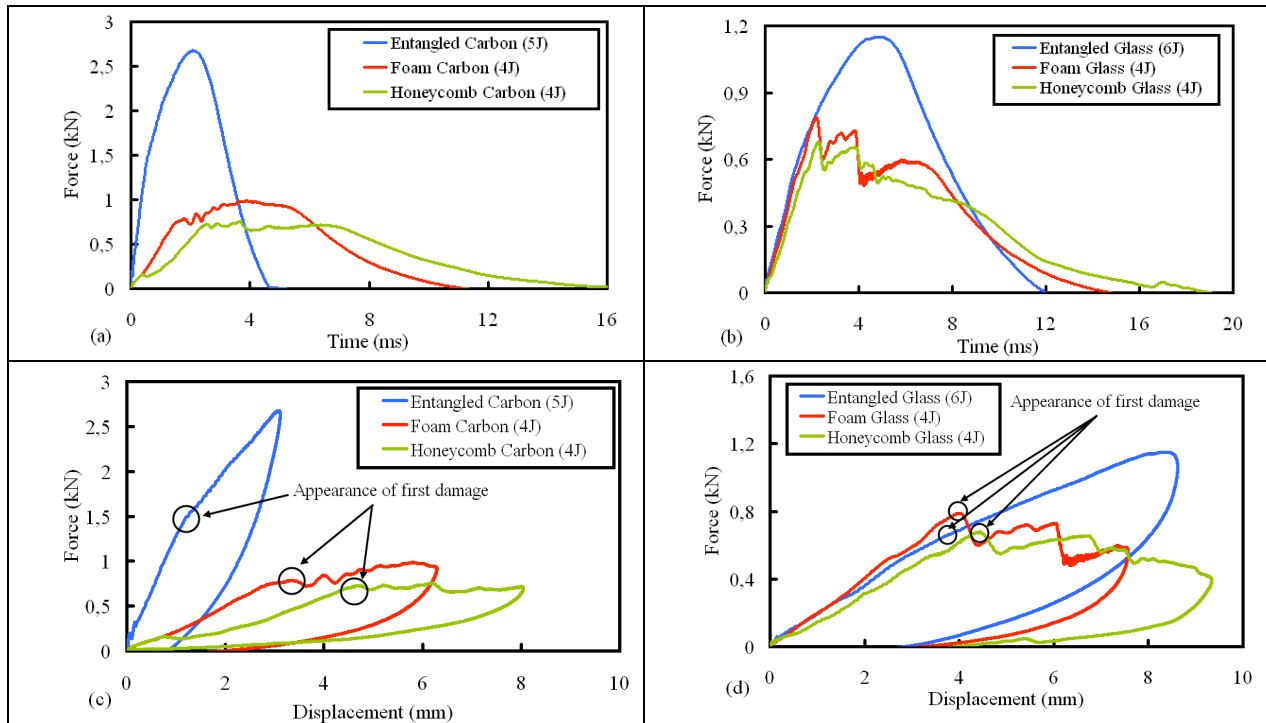 3
2,5
2
1,5
1
0,5
0
Force (kN)
Entangled Carbon (5J)
Foam Carbon (4J)
Honeycomb Carbon (4J)
0 4 8 12 16
(a)
Time (ms)
1,2
0,9
0,6
0,3
0
Force (kN)
Entangled Glass (6J)
Foam Glass (4J)
Honeycomb Glass (4J)
0 4 8 12 16 20
(b)
Time (ms)
3
2,5
2
1,5
1
0,5
0
Force (kN)
Entangled Carbon (5J)
Foam Carbon (4J)
Honeycomb Carbon (4J)
Appearance of first damage
0 2 4 6 8 10
(c)
Displacement (mm)
1,6
1,2
0,8
0,4
0
Force (kN)
Entangled Glass (6J)
Foam Glass (4J)
Honeycomb Glass (4J)
Appearance of first damage
0 2 4 6 8 10
(d)
Displacement (mm)